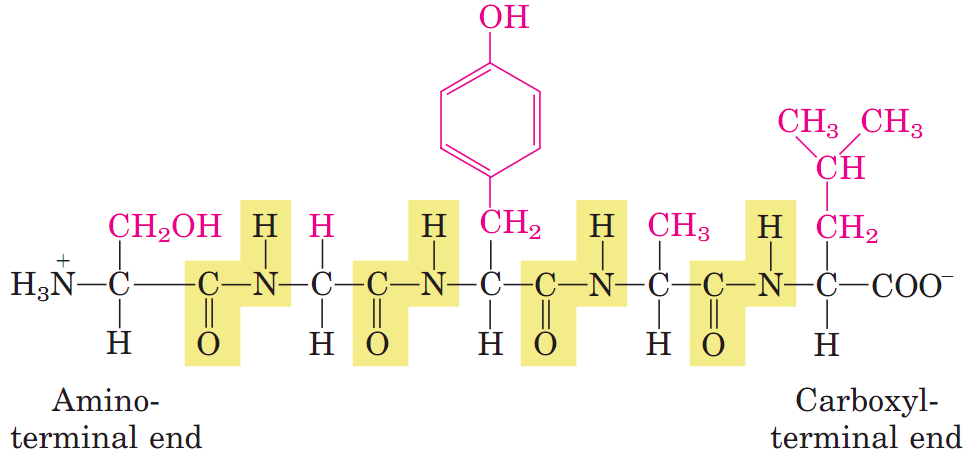 OH
CH₃ CH₃
CH
CH₂OH H H H CH₂ H CH₃ H CH₂
H₃N⁺—C—C—N—C—C—N—C—C—N—C—C—N—C—COO⁻
H O H O H O H O H
Amino- Carboxyl-
terminal end terminal end